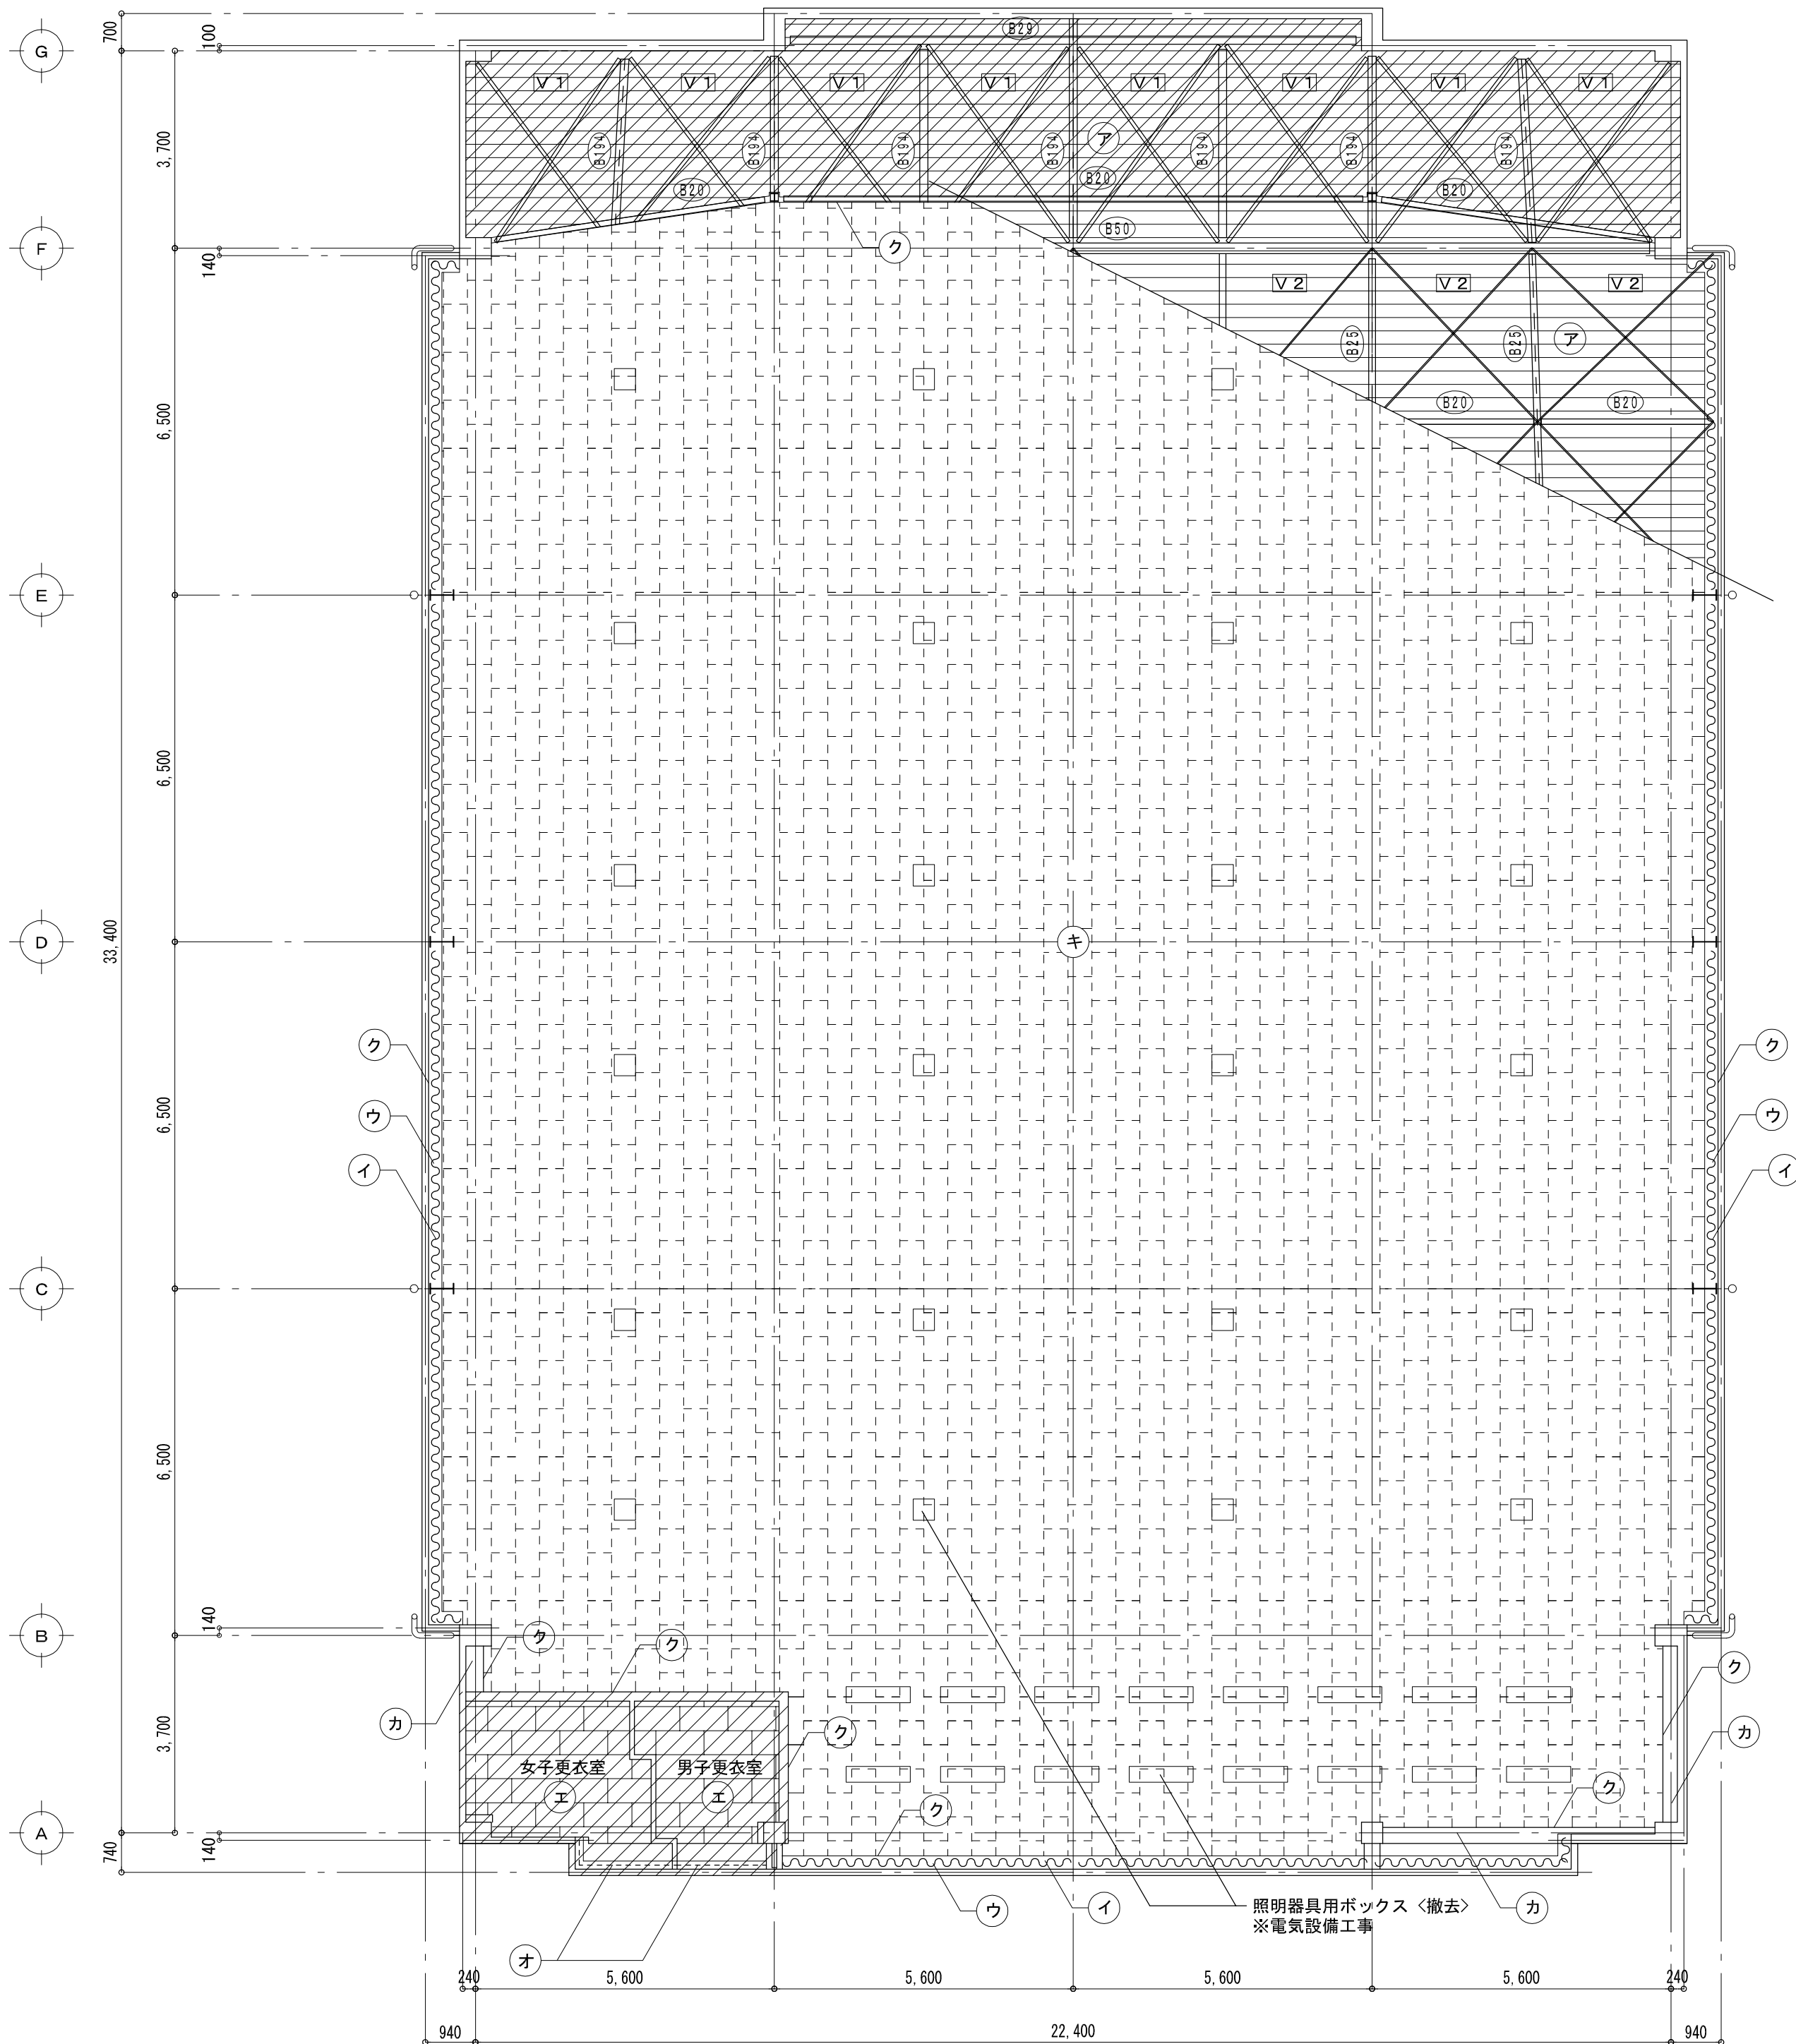 700
100
G
B29
V1 V1 V1 V1 V1 V1 V1 V1
3,700
B194 B194 B194 B194 B194 B194 B194
ア
B20 B20 B20
B50
F
ク
140
V2 V2 V2
B25 B25
ア
6,500
B20 B20
E
6,500
33,400
D
キ
ク ク
6,500
ウ ウ
イ イ
C
6,500
140
B
ク ク ク
カ
3,700
ク
カ
女子更衣室 男子更衣室
エ エ
ク ク
A
740
140
照明器具用ボックス〈撤去〉
※電気設備工事
ウ イ カ
オ
240 5,600 5,600 5,600 5,600 240
940 22,400 940